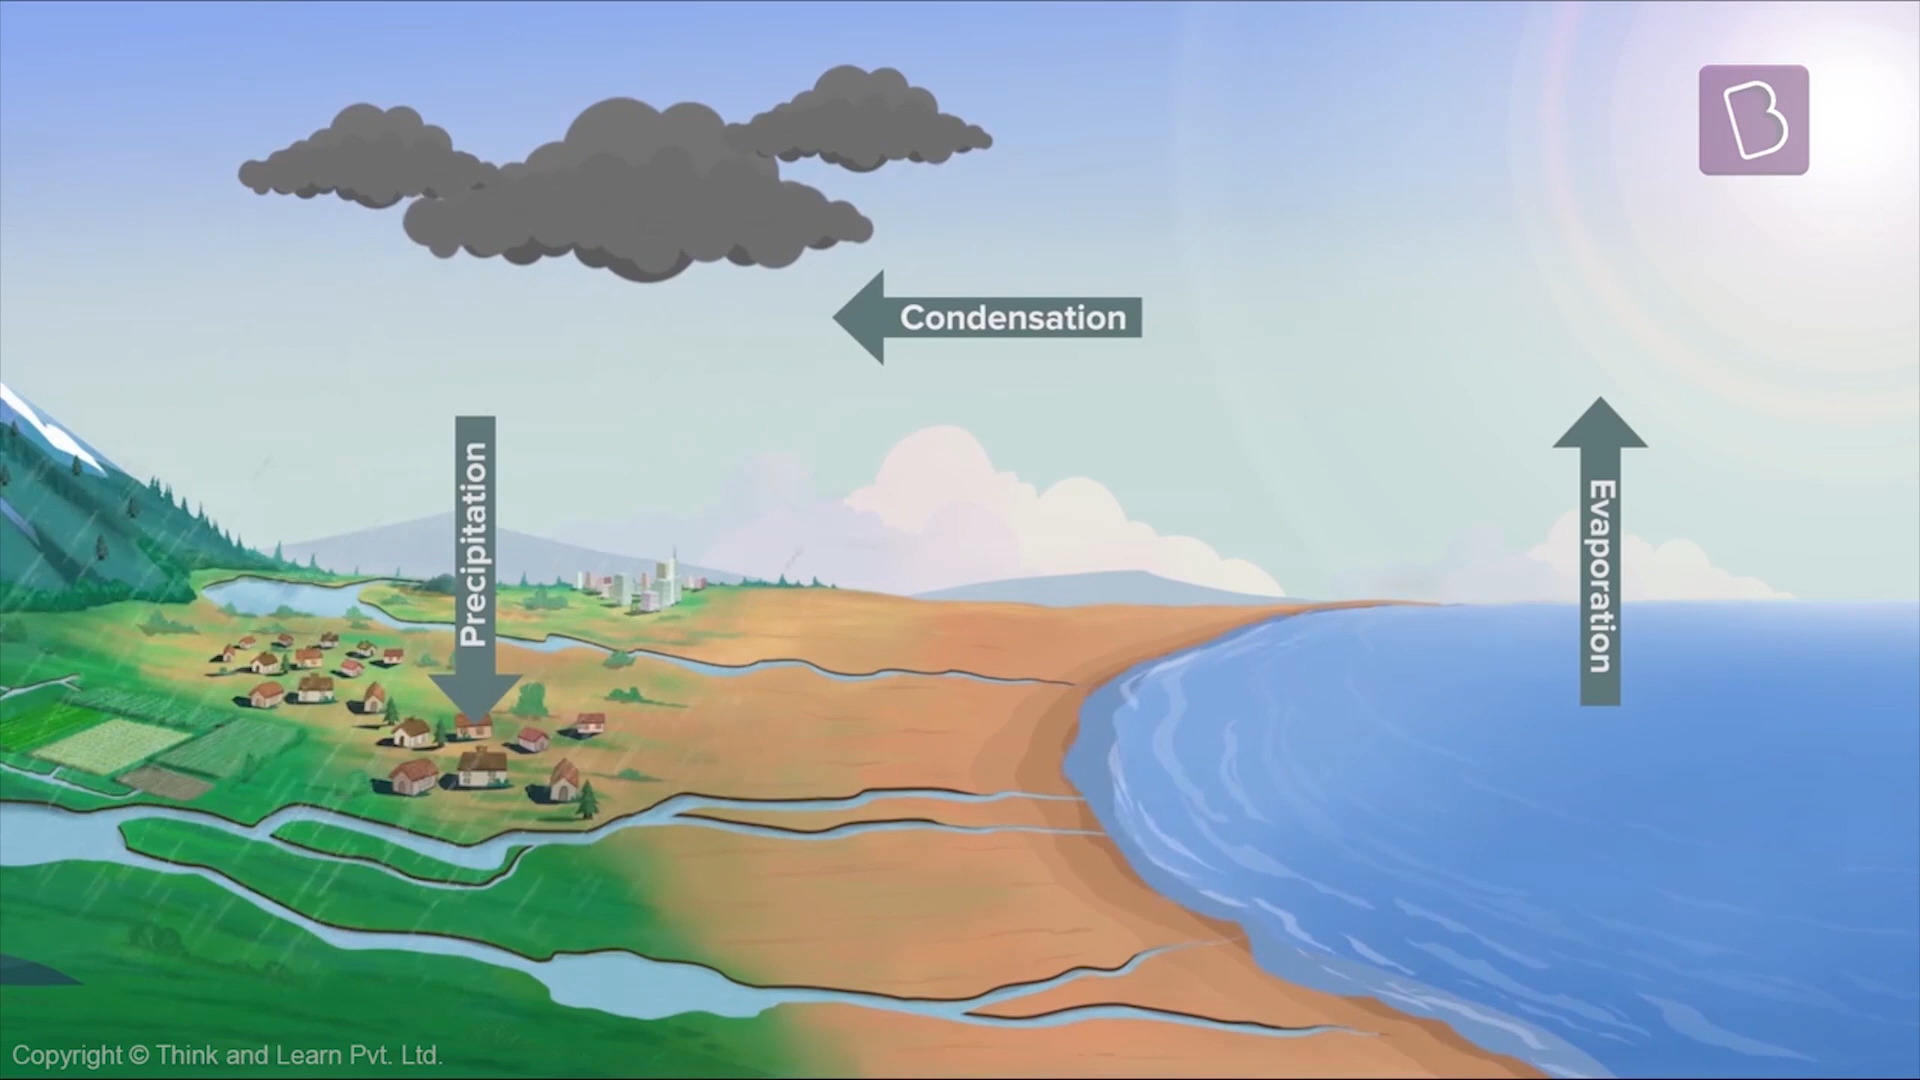 B
Condensation
Precipitation
Evaporation
Copyright © Think and Learn Pvt. Ltd.